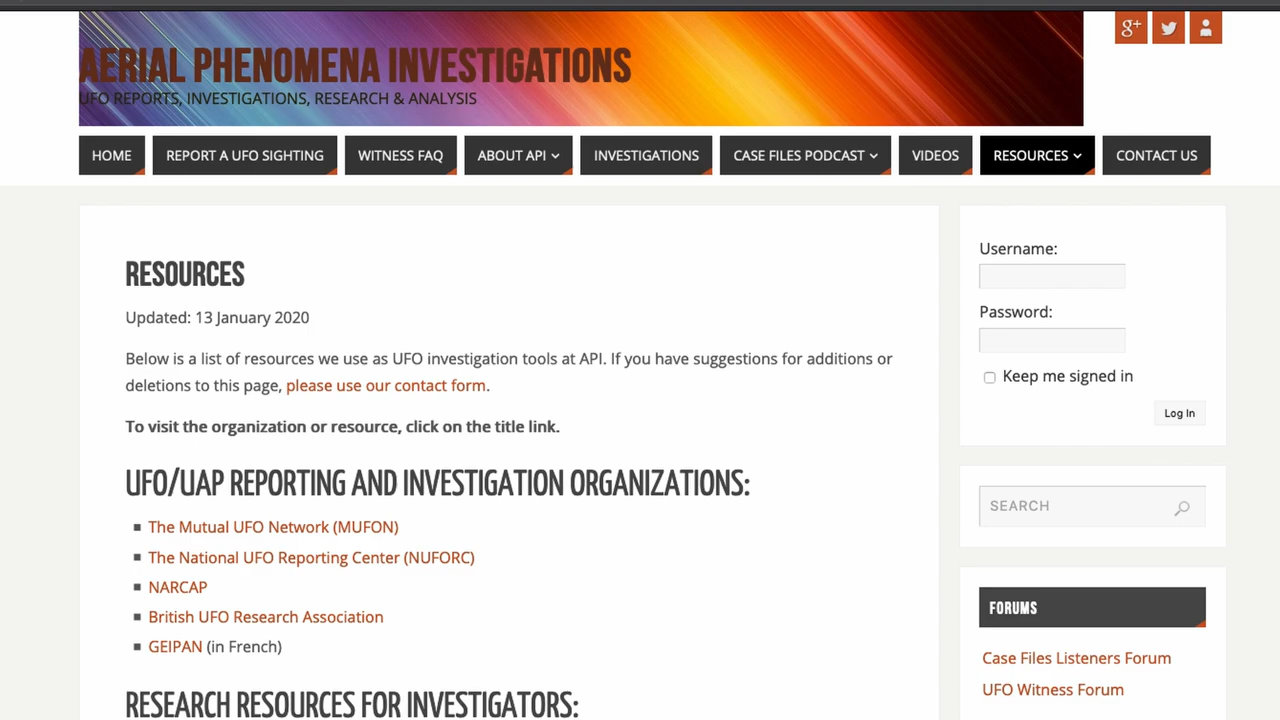 AERIAL PHENOMENA INVESTIGATIONS
UFO REPORTS, INVESTIGATIONS, RESEARCH & ANALYSIS
g+
HOME
REPORT A UFO SIGHTING
WITNESS FAQ
ABOUT API
INVESTIGATIONS
CASE FILES PODCAST
VIDEOS
RESOURCES
CONTACT US
RESOURCES
Updated: 13 January 2020
Below is a list of resources we use as UFO investigation tools at API. If you have suggestions for additions or
deletions to this page, please use our contact form.
To visit the organization or resource, click on the title link.
UFO/UAP REPORTING AND INVESTIGATION ORGANIZATIONS:
The Mutual UFO Network (MUFON)
The National UFO Reporting Center (NUFORC)
NARCAP
British UFO Research Association
GEIPAN (in French)
RESEARCH RESOURCES FOR INVESTIGATORS:
Username:
Password:
Keep me signed in
Log In
SEARCH
FORUMS
Case Files Listeners Forum
UFO Witness Forum